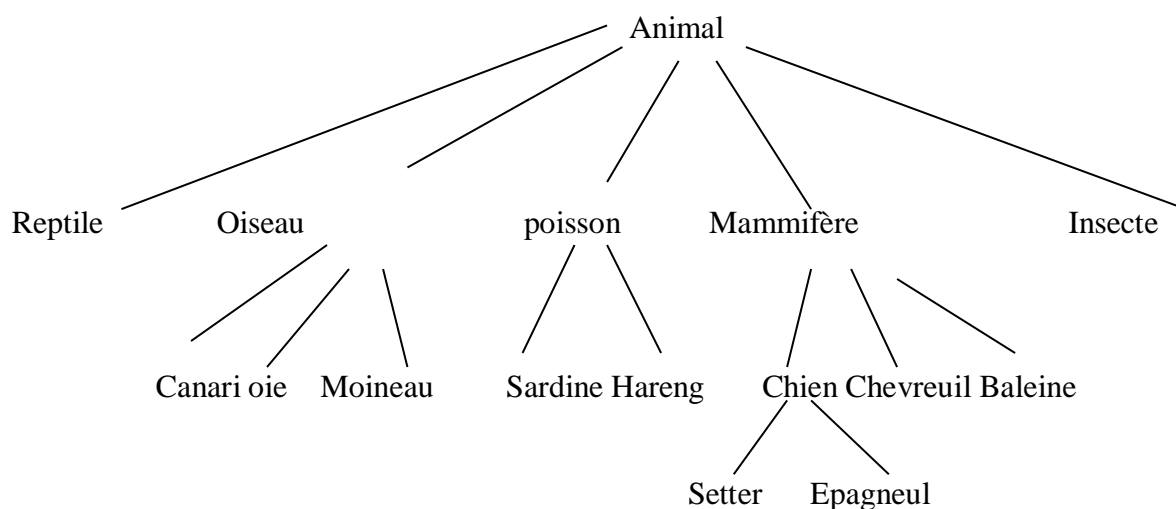 Animal
Reptile Oiseau poisson Mammifère Insecte
Canari oie Moineau Sardine Hareng Chien Chevreuil Baleine
Setter Epagneul